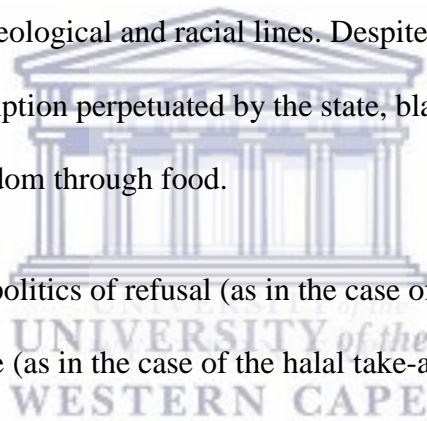 eological and racial lines. Despite
ption perpetuated by the state, bla
dom through food.
politics of refusal (as in the case of
UNIVERSITY of the
e (as in the case of the halal take-a
WESTERN CAPE